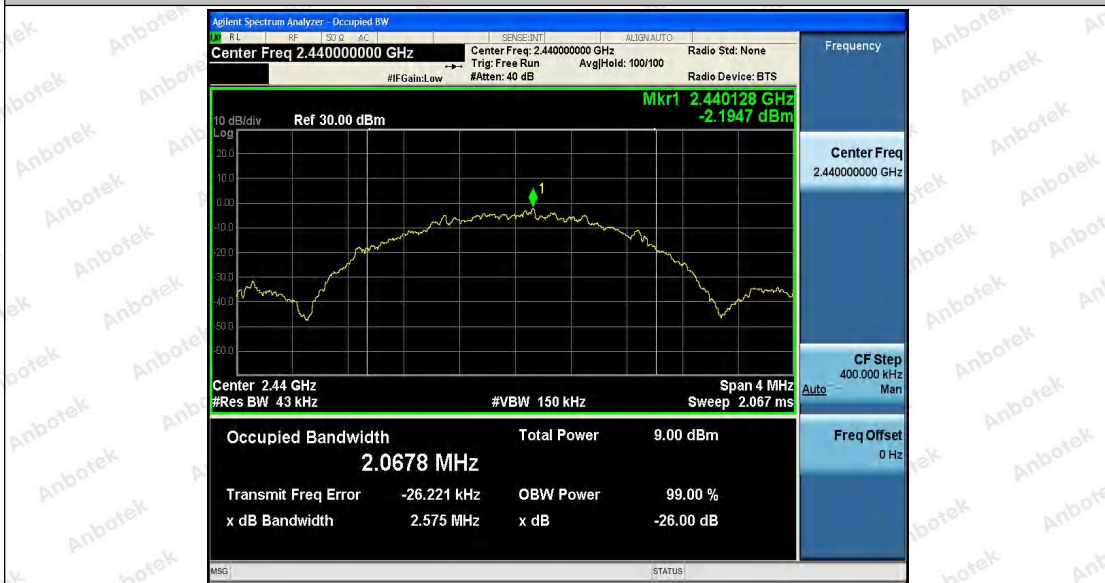 Agilent Spectrum Analyzer - Occupied BW
RL RF 50 Ω AC SENSE:INT ALIGNAUTO
Center Freq 2.440000000 GHz
Center Freq: 2.440000000 GHz
Radio Std: None
Trig: Free Run Avg|Hold: 100/100
#IFGain:Low
#Atten: 40 dB
Radio Device: BTS
Mkr1 2.440128 GHz
-2.1947 dBm
10 dB/div Ref 30.00 dBm
Log
20.0
10.0
0.00
-10.0
-20.0
-30.0
-40.0
-50.0
-60.0
1
Center 2.44 GHz
Span 4 MHz
#Res BW 43 kHz
#VBW 150 kHz
Sweep 2.067 ms
Occupied Bandwidth
2.0678 MHz
Total Power 9.00 dBm
Transmit Freq Error -26.221 kHz
OBW Power 99.00 %
x dB Bandwidth 2.575 MHz
x dB -26.00 dB
MSG
STATUS
Frequency
Center Freq
2.440000000 GHz
CF Step
400.000 kHz
Auto Man
Freq Offset
0 Hz
Anbotek